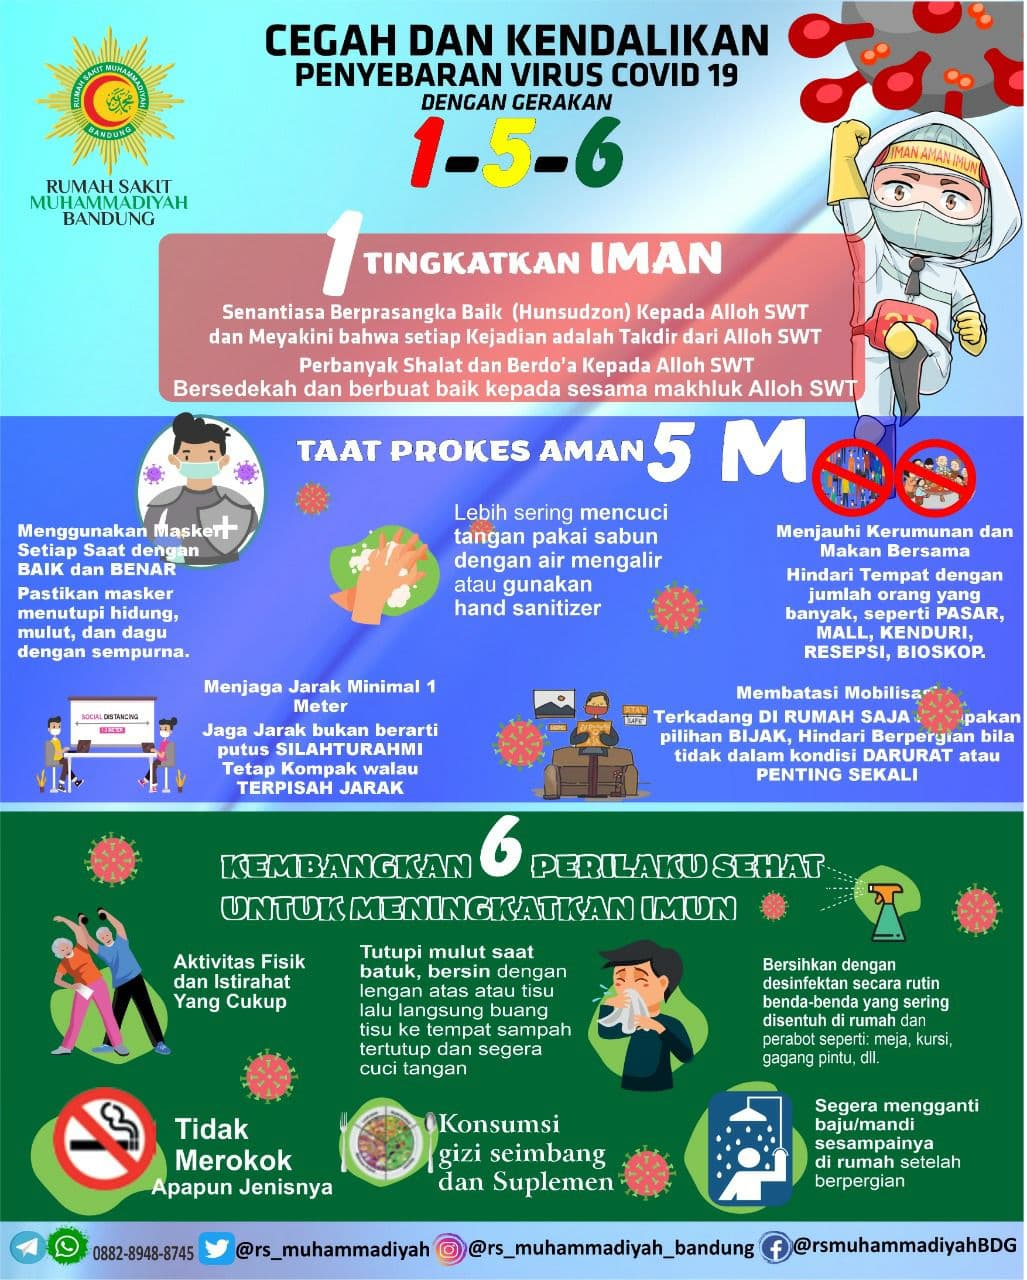 CEGAH DAN KENDALIKAN
PENYEBARAN VIRUS COVID 19
DENGAN GERAKAN
1-5-6
RUMAH SAKIT MUHAMMADIYAH
BANDUNG
RUMAH SAKIT
MUHAMMADIYAH
BANDUNG
IMAN AMAN IMUN
1 TINGKATKAN IMAN
Senantiasa Berprasangka Baik (Hunsudzon) Kepada Alloh SWT
dan Meyakini bahwa setiap Kejadian adalah Takdir dari Alloh SWT
Perbanyak Shalat dan Berdo'a Kepada Alloh SWT
Bersedekah dan berbuat baik kepada sesama makhluk Alloh SWT
TAAT PROKES AMAN 5 M
Menggunakan Masker
Setiap Saat dengan
BAIK dan BENAR
Pastikan masker
menutupi hidung,
mulut, dan dagu
dengan sempurna.
Lebih sering mencuci
tangan pakai sabun
dengan air mengalir
atau gunakan
hand sanitizer
Menjauhi Kerumunan dan
Makan Bersama
Hindari Tempat dengan
jumlah orang yang
banyak, seperti PASAR,
MALL, KENDURI,
RESEPSI, BIOSKOP.
SOCIAL DISTANCING
1-2 METER
Menjaga Jarak Minimal 1
Meter
Jaga Jarak bukan berarti
putus SILAHTURAHMI
Tetap Kompak walau
TERPISAH JARAK
STAY
SAFE
Membatasi Mobilisasi
Terkadang DI RUMAH SAJA pakan
pilihan BIJAK, Hindari Berpergian bila
tidak dalam kondisi DARURAT atau
PENTING SEKALI
KEMBANGKAN 6 PERILAKU SEHAT
UNTUK MENINGKATKAN IMUN
Aktivitas Fisik
dan Istirahat
Yang Cukup
Tutupi mulut saat
batuk, bersin dengan
lengan atas atau tisu
lalu langsung buang
tisu ke tempat sampah
tertutup dan segera
cuci tangan
Bersihkan dengan
desinfektan secara rutin
benda-benda yang sering
disentuh di rumah dan
perabot seperti: meja, kursi,
gagang pintu, dll.
Tidak
Merokok
Apapun Jenisnya
Konsumsi
gizi seimbang
dan Suplemen
Segera mengganti
baju/mandi
sesampainya
di rumah setelah
berpergian
0882-8948-8745 @rs_muhammadiyah @rs_muhammadiyah_bandung @rsmuhammadiyahBDG